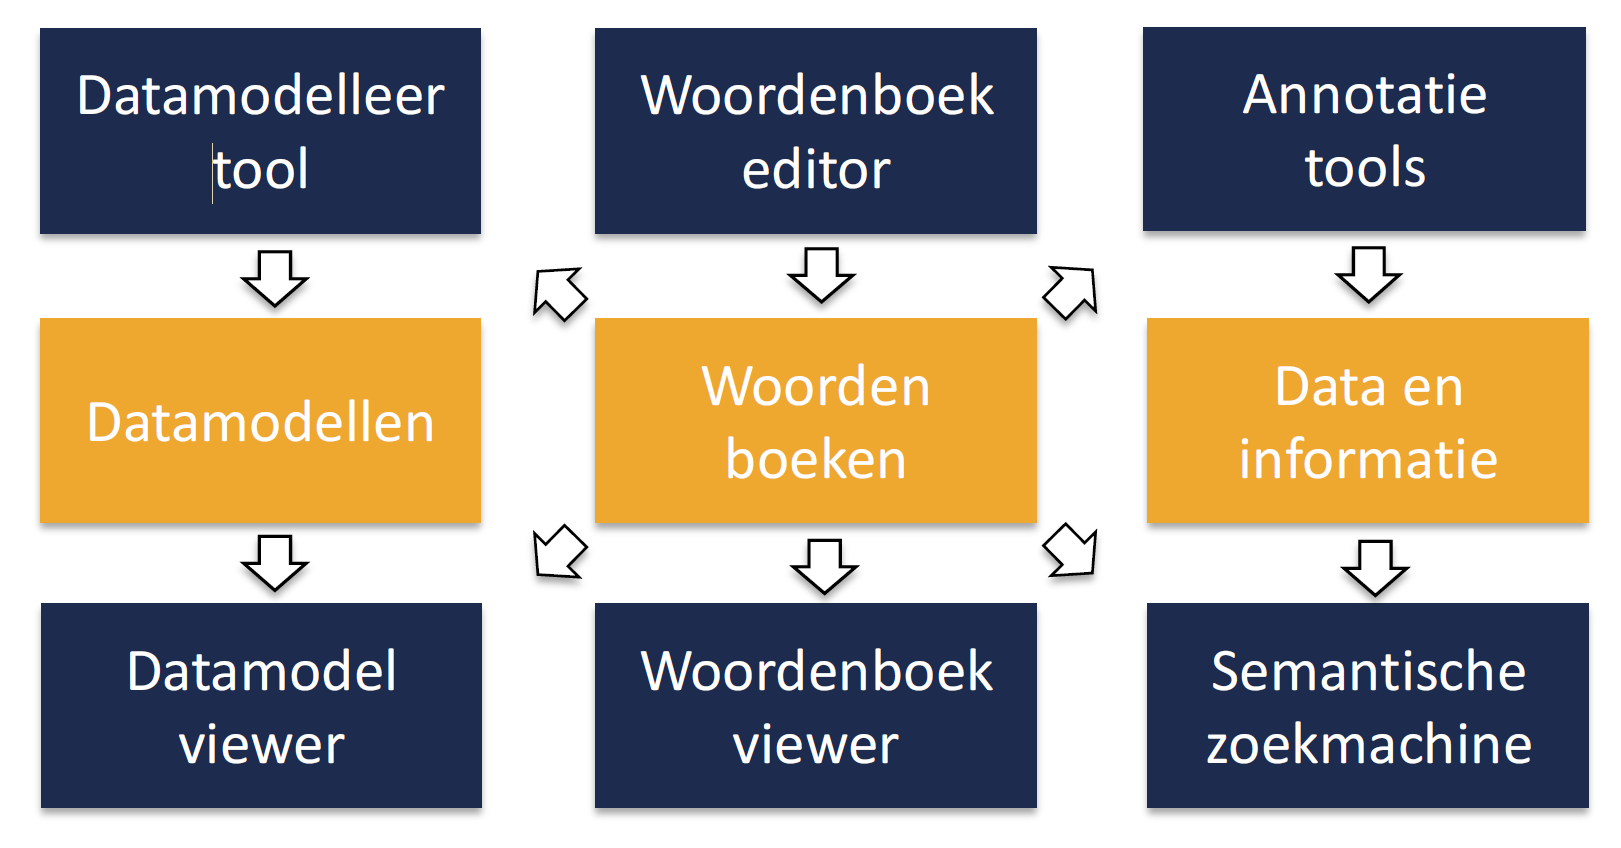 Datamodelleer
tool
Woordenboek
editor
Annotatie
tools
Datamodellen
Woorden
boeken
Data en
informatie
Datamodel
viewer
Woordenboek
viewer
Semantische
zoekmachine